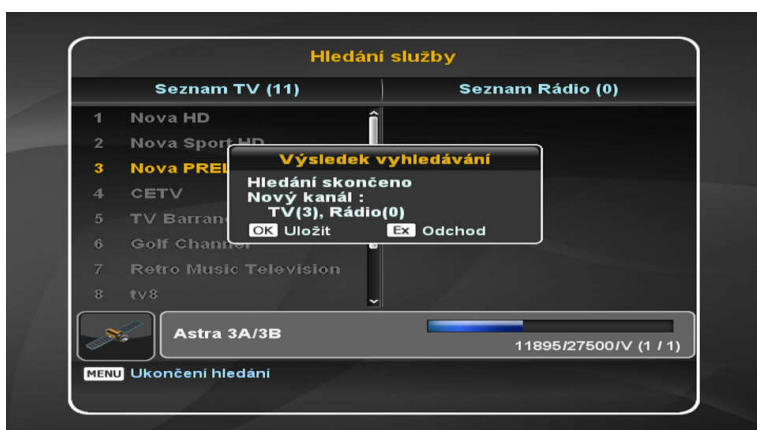 Hledání služby
Seznam TV (11)
Seznam Rádio (0)
1 Nova HD
2 Nova Sport HD
3 Nova
4 CETV
5 TV
6 Golf Channel
7 Retro Music Television
8 tv8
Výsledek vyhledávání
Hledání skončeno
Nový kanál :
TV(3), Rádio(0)
OK Uložit
Ex Odchod
Astra 3A/3B
11895/27500/V (1 / 1)
MENU Ukončení hledání